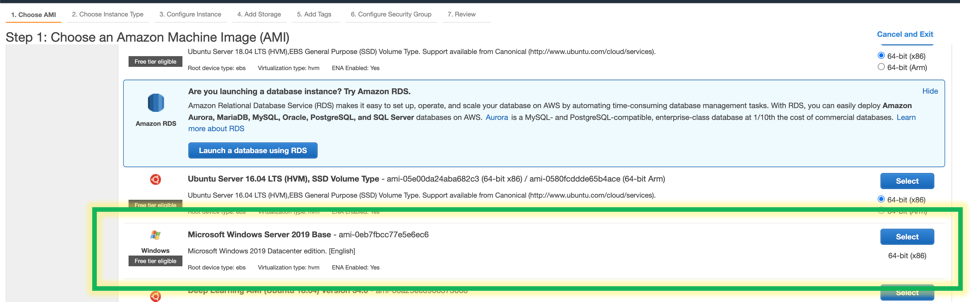 1. Choose AMI 2. Choose Instance Type 3. Configure Instance 4. Add Storage 5. Add Tags 6. Configure Security Group 7. Review
Step 1: Choose an Amazon Machine Image (AMI)
Cancel and Exit
Ubuntu Server 18.04 LTS (HVM),EBS General Purpose (SSD) Volume Type. Support available from Canonical (http://www.ubuntu.com/cloud/services).
Free tier eligible
Root device type: ebs Virtualization type: hvm ENA Enabled: Yes
64-bit (x86)
64-bit (Arm)
Are you launching a database instance? Try Amazon RDS.
Hide
Amazon RDS
Amazon Relational Database Service (RDS) makes it easy to set up, operate, and scale your database on AWS by automating time-consuming database management tasks. With RDS, you can easily deploy Amazon
Aurora, MariaDB, MySQL, Oracle, PostgreSQL, and SQL Server databases on AWS. Aurora is a MySQL- and PostgreSQL-compatible, enterprise-class database at 1/10th the cost of commercial databases. Learn
more about RDS
Launch a database using RDS
Ubuntu Server 16.04 LTS (HVM), SSD Volume Type - ami-05e00da24aba682c3 (64-bit x86) / ami-0580fcddde65b4ace (64-bit Arm)
Select
Ubuntu Server 16.04 LTS (HVM),EBS General Purpose (SSD) Volume Type. Support available from Canonical (http://www.ubuntu.com/cloud/services).
64-bit (x86)
Free tier eligible
Root device type: ebs Virtualization type: hvm ENA Enabled: Yes
64-bit (Arm)
Microsoft Windows Server 2019 Base - ami-0eb7fbcc77e5e6ec6
Select
Windows
Microsoft Windows 2019 Datacenter edition. [English]
64-bit (x86)
Free tier eligible
Root device type: ebs Virtualization type: hvm ENA Enabled: Yes
Deep Learning AMI (Ubuntu 18.04) Version
Select